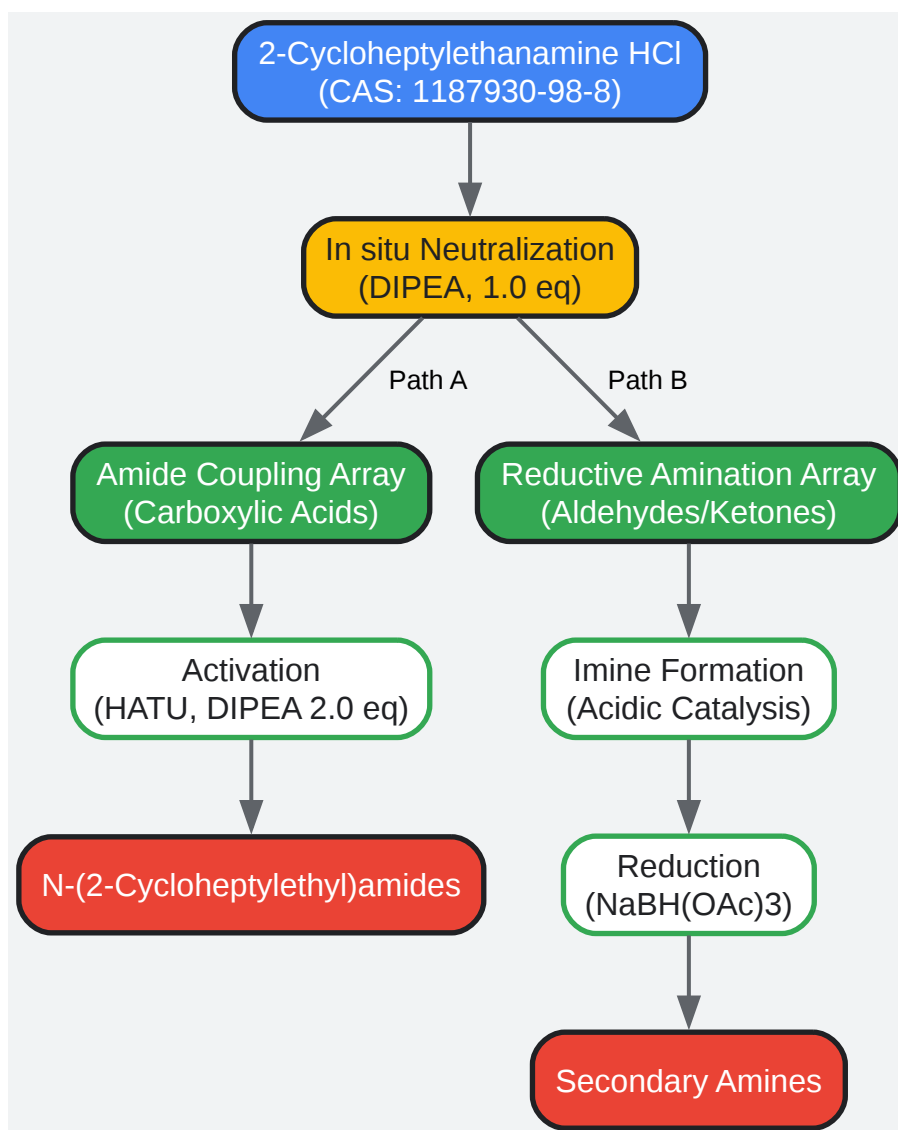 2-Cycloheptylethanamine HCl
(CAS: 1187930-98-8)
In situ Neutralization
(DIPEA, 1.0 eq)
Path A
Path B
Amide Coupling Array
(Carboxylic Acids)
Reductive Amination Array
(Aldehydes/Ketones)
Activation
(HATU, DIPEA 2.0 eq)
Imine Formation
(Acidic Catalysis)
N-(2-Cycloheptylethyl)amides
Reduction
(NaBH(OAc)3)
Secondary Amines